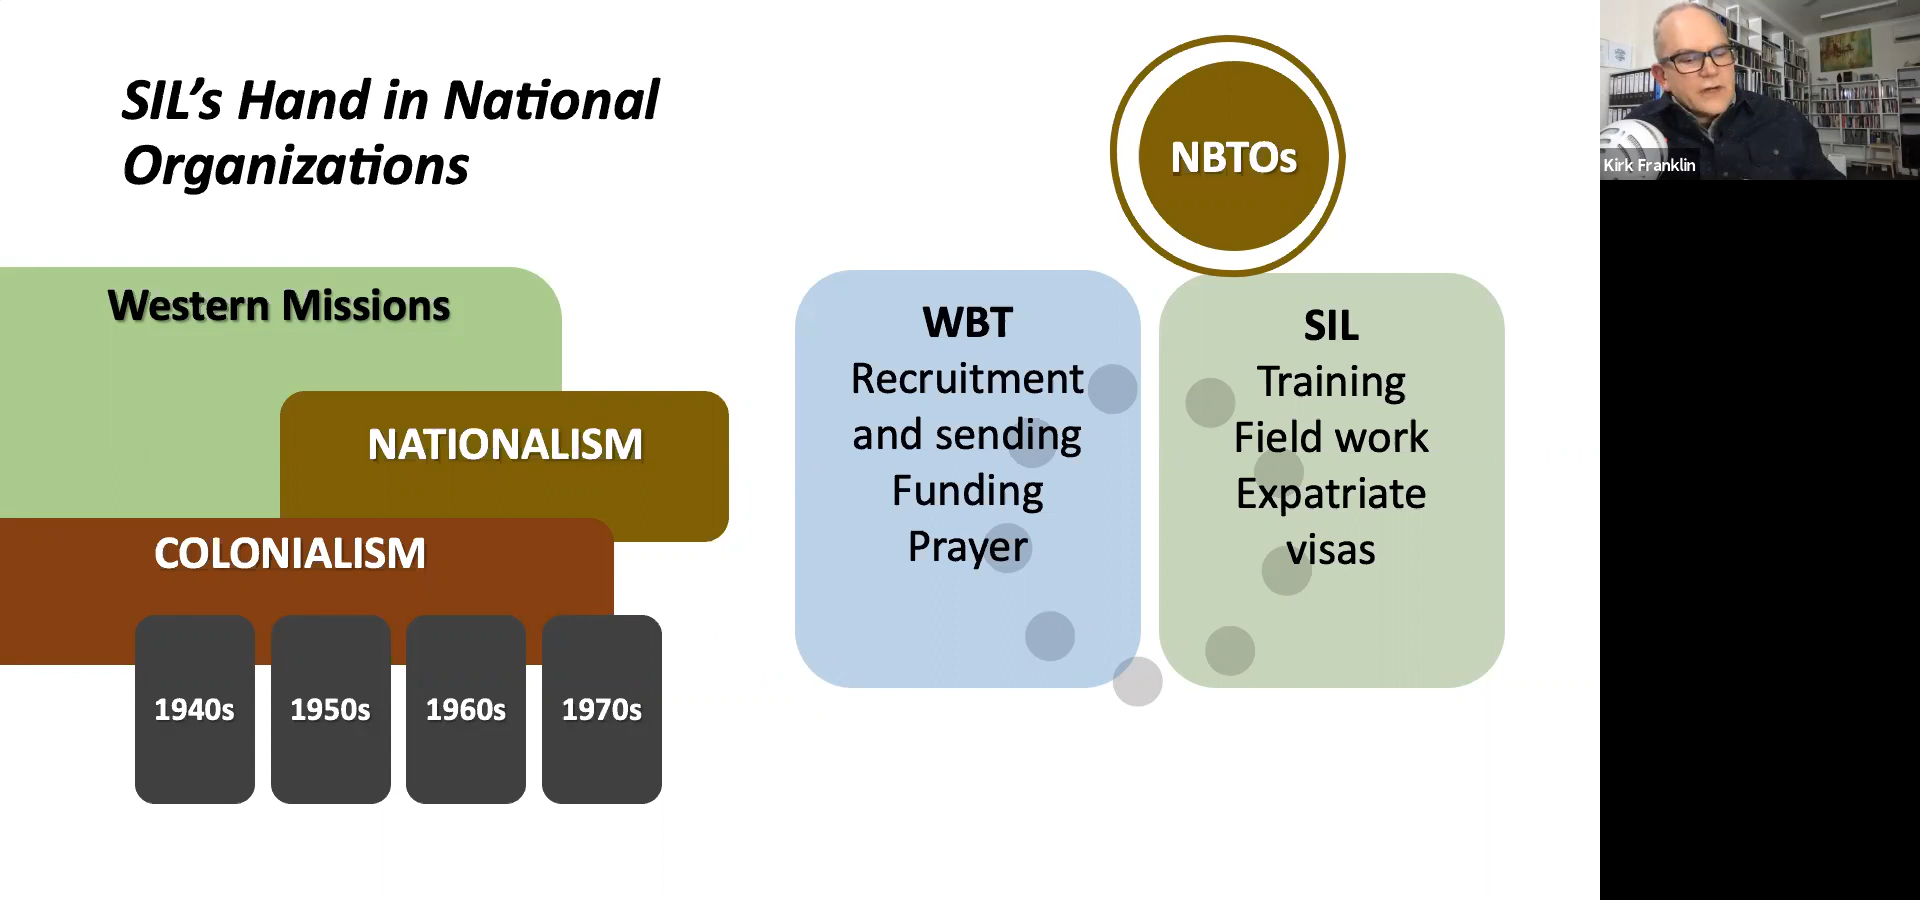 SIL’s Hand in National
Organizations
Western Missions
NATIONALISM
COLONIALISM
1940s
1950s
1960s
1970s
NBTOs
WBT
Recruitment
and sending
Funding
Prayer
SIL
Training
Field work
Expatriate
visas
Kirk Franklin